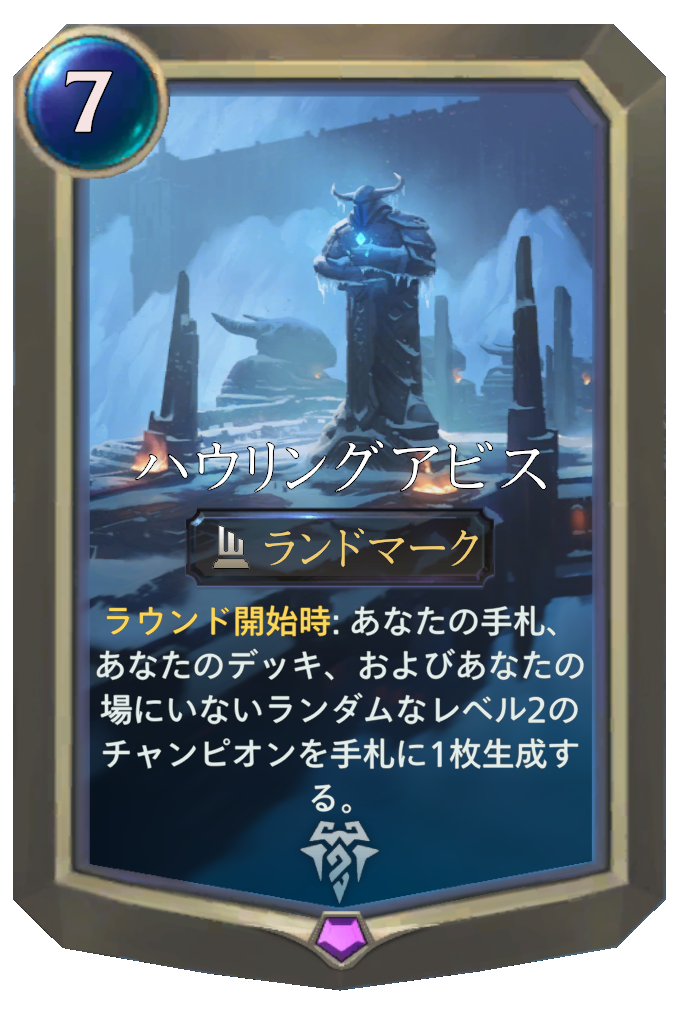 7
ハウリングアビス
ランドマーク
ラウンド開始時: あなたの手札、
あなたのデッキ、およびあなたの
場にいないランダムなレベル2の
チャンピオンを手札に1枚生成す
る。